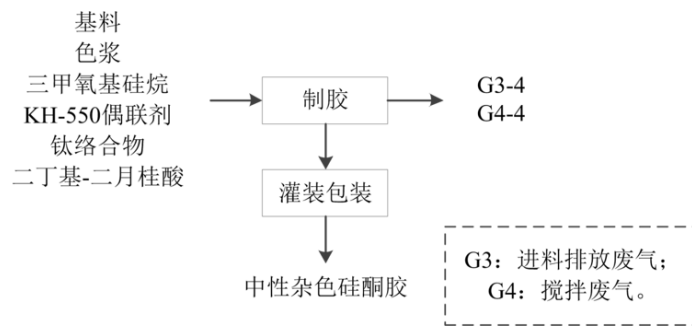 基料
色浆
三甲氧基硅烷
KH-550偶联剂
钛络合物
二丁基-二月桂酸
制胶
G3-4
G4-4
灌装包装
中性杂色硅酮胶
G3：进料排放废气；
G4：搅拌废气。